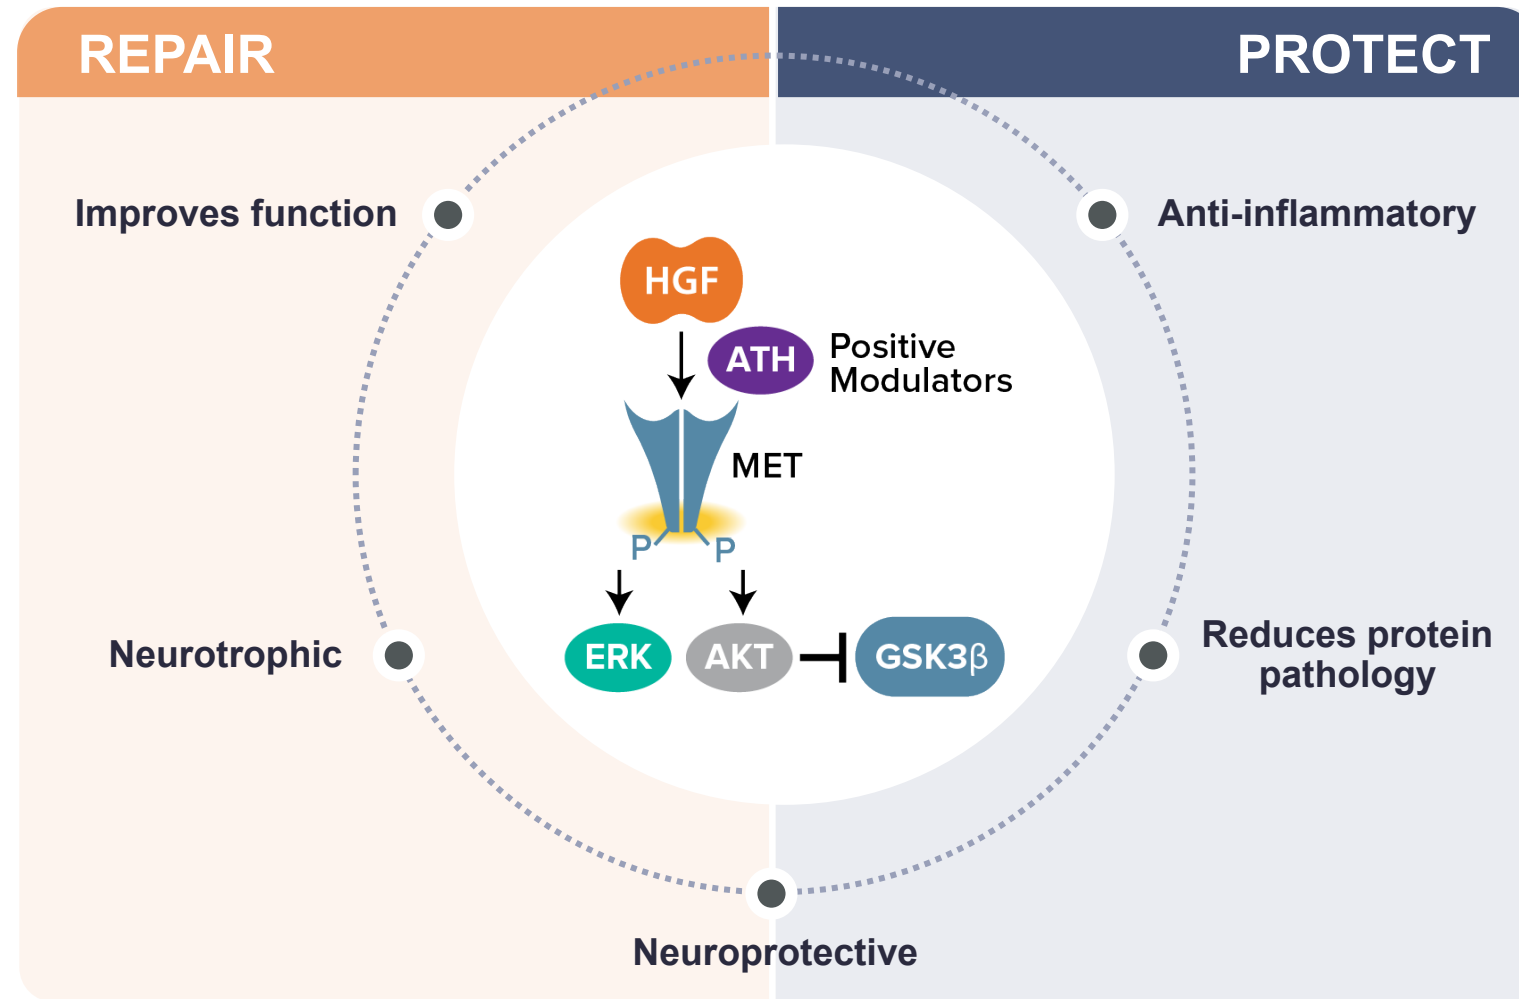 REPAIR
PROTECT
Improves function
Anti-inflammatory
HGF
ATH
Positive
Modulators
MET
P
P
Neurotrophic
ERK
AKT
GSK3β
Reduces protein
pathology
Neuroprotective